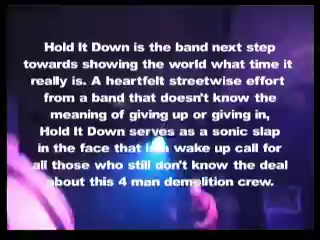 Hold It Down is the band next step
towards showing the world what time it
really is. A heartfelt streetwise effort
from a band that doesn't know the
meaning of giving up or giving in,
Hold It Down serves as a sonic slap
in the face that is a wake up call for
all those who still don't know the deal
about this 4 man demolition crew.